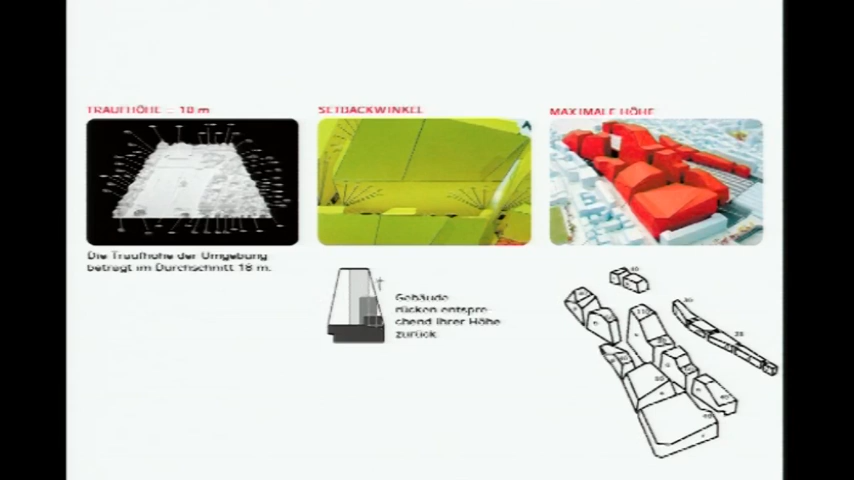 TRAUFHÖHE = 18 m
SETBACKWINKEL
MAXIMALE HÖHE
Die Traufhöhe der Umgebung
beträgt im Durchschnitt 18 m.
Gebäude
rücken entspre-
chend ihrer Höhe
zurück